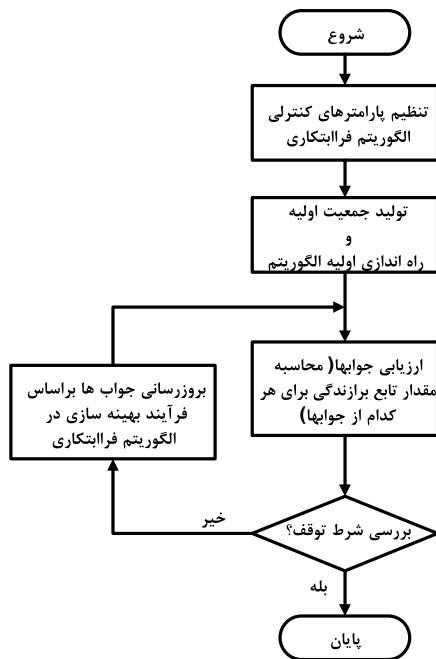 شروع
تنظیم پارامترهای کنترلی
الگوریتم فراابتکاری
تولید جمعیت اولیه
و
راه اندازی اولیه الگوریتم
ارزیابی جوابها( محاسبه
مقدار تابع برازندگی برای هر
کدام از جوابها)
بروزرسانی جواب ها براساس
فرآیند بهینه سازی در
الگوریتم فراابتکاری
بررسی شرط توقف؟
خیر
بله
پایان